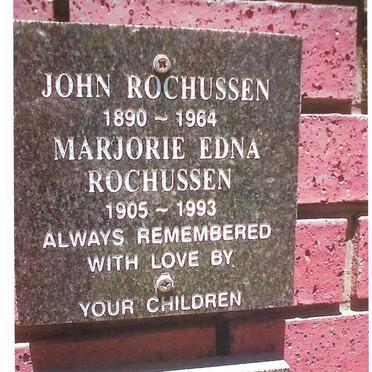 JOHN ROCHUSSEN
1890 ~ 1964
MARJORIE EDNA
ROCHUSSEN
1905 ~ 1993
ALWAYS REMEMBERED
WITH LOVE BY
YOUR CHILDREN